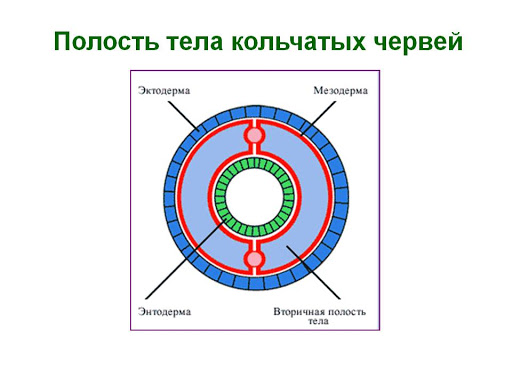 Полость тела кольчатых червей
Эктодерма
Мезодерма
Энтодерма
Вторичная полость
тела